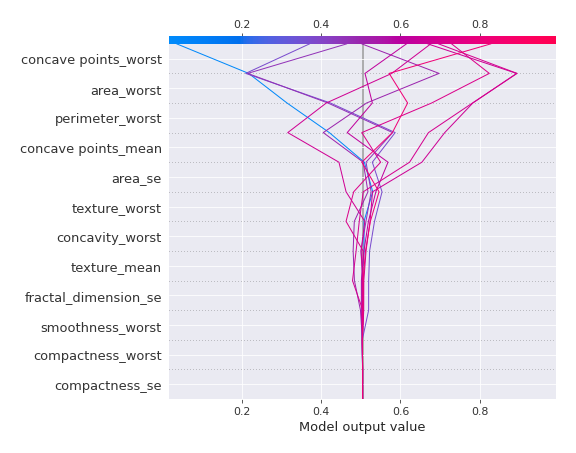 0.2 0.4 0.6 0.8
concave points_worst
area_worst
perimeter_worst
concave points_mean
area_se
texture_worst
concavity_worst
texture_mean
fractal_dimension_se
smoothness_worst
compactness_worst
compactness_se
0.2 0.4 0.6 0.8
Model output value